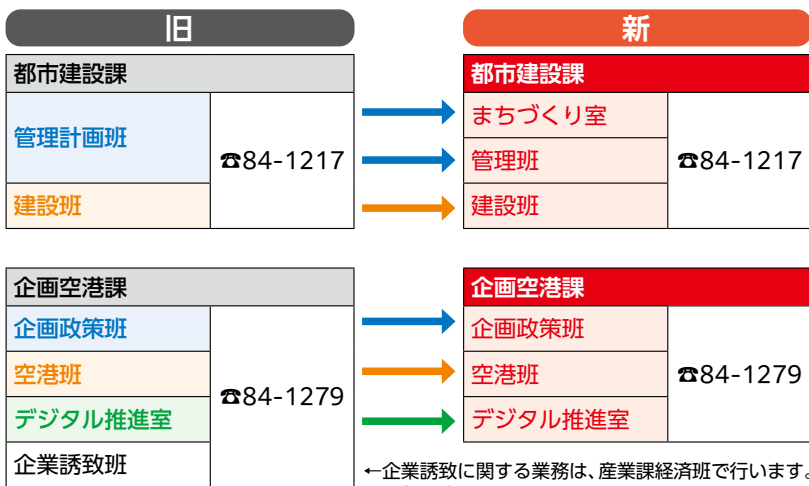 旧
新
都市建設課
管理計画班
☎84-1217
建設班
都市建設課
まちづくり室
管理班
☎84-1217
建設班
企画空港課
企画政策班
空港班
☎84-1279
デジタル推進室
企業誘致班
企画空港課
企画政策班
空港班
☎84-1279
デジタル推進室
←企業誘致に関する業務は、産業課経済班で行います。